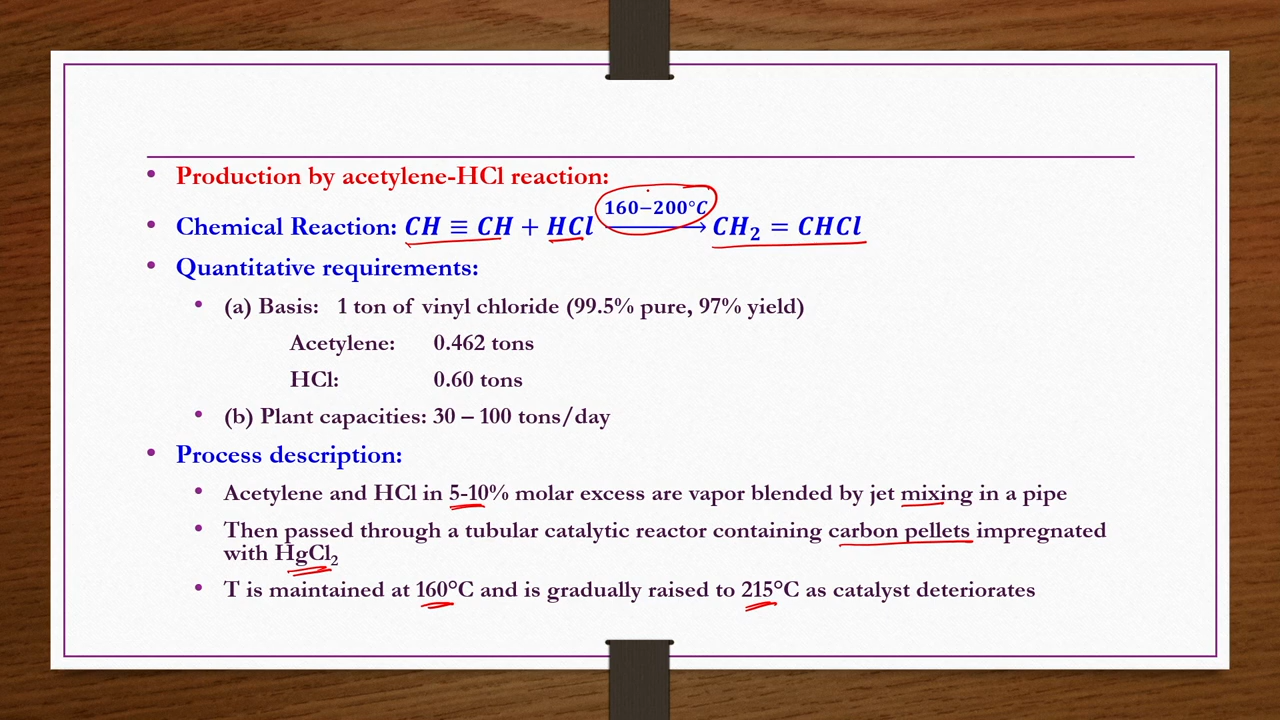 • Production by acetylene-HCl reaction:
• Chemical Reaction: CH ≡ CH + HCl 160−200°C → CH₂ = CHCl
• Quantitative requirements:
• (a) Basis: 1 ton of vinyl chloride (99.5% pure, 97% yield)
Acetylene: 0.462 tons
HCl: 0.60 tons
• (b) Plant capacities: 30 – 100 tons/day
• Process description:
• Acetylene and HCl in 5-10% molar excess are vapor blended by jet mixing in a pipe
• Then passed through a tubular catalytic reactor containing carbon pellets impregnated
with HgCl₂
• T is maintained at 160°C and is gradually raised to 215°C as catalyst deteriorates